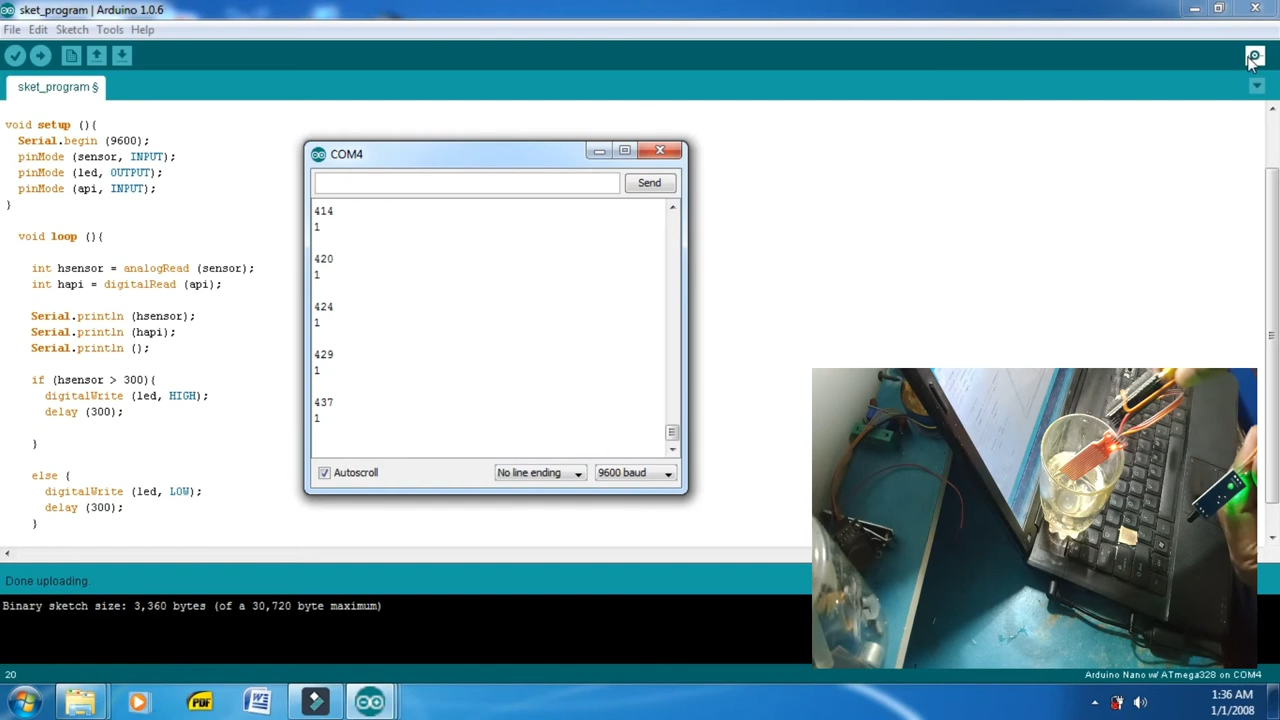 sket_program | Arduino 1.0.6
File Edit Sketch Tools Help
sket_program §
void setup (){
Serial.begin (9600);
pinMode (sensor, INPUT);
pinMode (led, OUTPUT);
pinMode (api, INPUT);
}
void loop (){
int hsensor = analogRead (sensor);
int hapi = digitalRead (api);
Serial.println (hsensor);
Serial.println (hapi);
Serial.println ();
if (hsensor > 300){
digitalWrite (led, HIGH);
delay (300);
}
else {
digitalWrite (led, LOW);
delay (300);
}
COM4
Send
414
1
420
1
424
1
429
1
437
1
Autoscroll
No line ending
9600 baud
Done uploading.
Binary sketch size: 3,360 bytes (of a 30,720 byte maximum)
20
Arduino Nano w/ ATmega328 on COM4
PDF
W
1:36 AM
1/1/2008